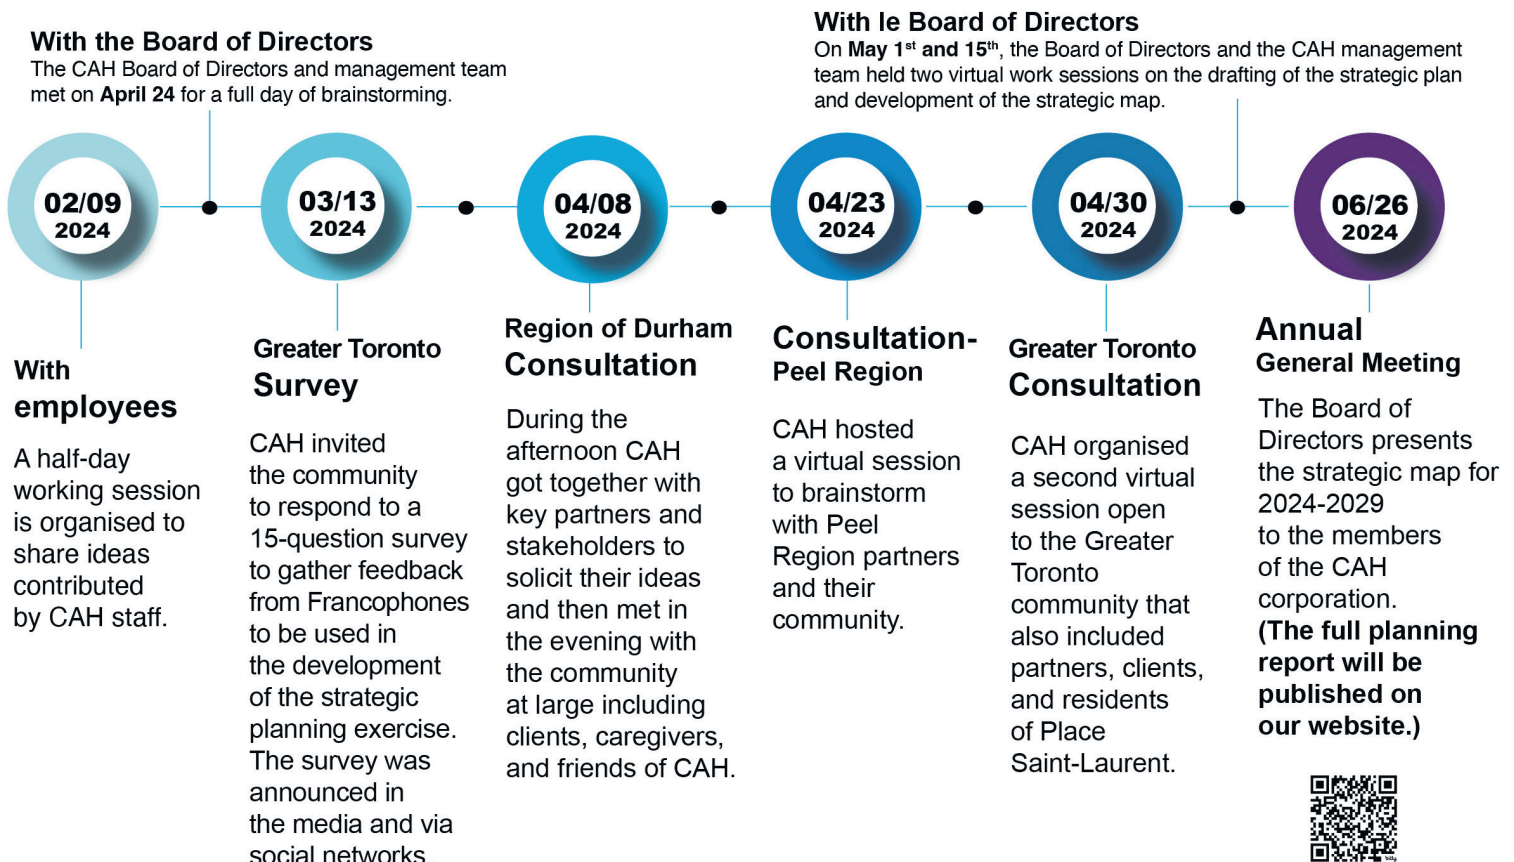 With the Board of Directors
The CAH Board of Directors and management team
met on April 24 for a full day of brainstorming.
With le Board of Directors
On May 1st and 15th, the Board of Directors and the CAH management
team held two virtual work sessions on the drafting of the strategic plan
and development of the strategic map.
02/09
2024
03/13
2024
04/08
2024
04/23
2024
04/30
2024
06/26
2024
With
employees
A half-day
working session
is organised to
share ideas
contributed
by CAH staff.
Greater Toronto
Survey
CAH invited
the community
to respond to a
15-question survey
to gather feedback
from Francophones
to be used in
the development
of the strategic
planning exercise.
The survey was
announced in
the media and via
social networks.
Region of Durham
Consultation
During the
afternoon CAH
got together with
key partners and
stakeholders to
solicit their ideas
and then met in
the evening with
the community
at large including
clients, caregivers,
and friends of CAH.
Consultation-
Peel Region
CAH hosted
a virtual session
to brainstorm
with Peel
Region partners
and their
community.
Greater Toronto
Consultation
CAH organised
a second virtual
session open
to the Greater
Toronto
community that
also included
partners, clients,
and residents
of Place
Saint-Laurent.
Annual
General Meeting
The Board of
Directors presents
the strategic map for
2024-2029
to the members
of the CAH
corporation.
(The full planning
report will be
published on
our website.)
bitly